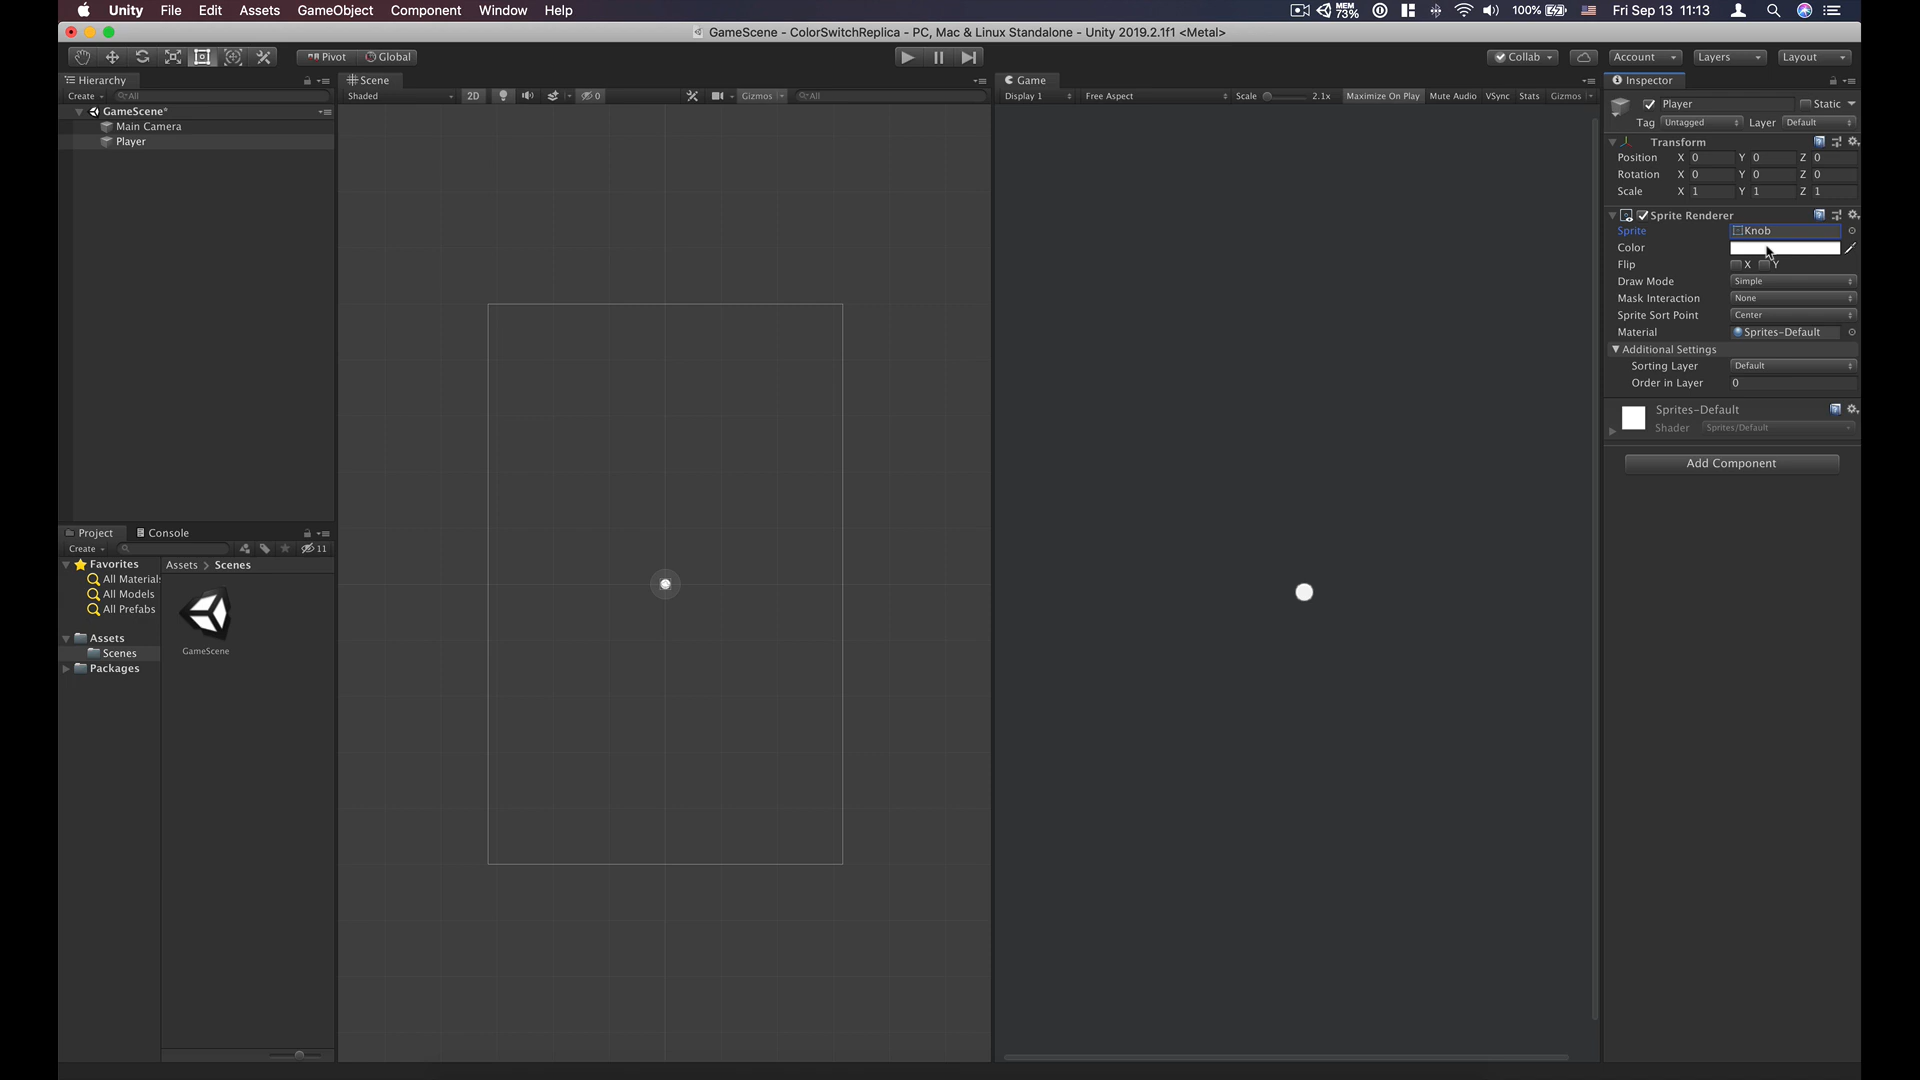 Unity File Edit Assets GameObject Component Window Help MEM 73% 100% Fri Sep 13 11:13
GameScene - ColorSwitchReplica - PC, Mac & Linux Standalone - Unity 2019.2.1f1 <Metal>
Pivot Global Collab Account Layers Layout
Hierarchy
Create All
GameScene*
Main Camera
Player
Scene
Shaded 2D 0 Gizmos All
Game
Display 1 Free Aspect Scale 2.1x Maximize On Play Mute Audio VSync Stats Gizmos
Inspector
Player Static
Tag Untagged Layer Default
Transform
Position X 0 Y 0 Z 0
Rotation X 0 Y 0 Z 0
Scale X 1 Y 1 Z 1
Sprite Renderer
Sprite Knob
Color
Flip X Y
Draw Mode Simple
Mask Interaction None
Sprite Sort Point Center
Material Sprites-Default
Additional Settings
Sorting Layer Default
Order in Layer 0
Sprites-Default
Shader Sprites/Default
Add Component
Project Console
Create 11
Favorites
All Materials
All Models
All Prefabs
Assets
Scenes
Packages
Assets > Scenes
GameScene